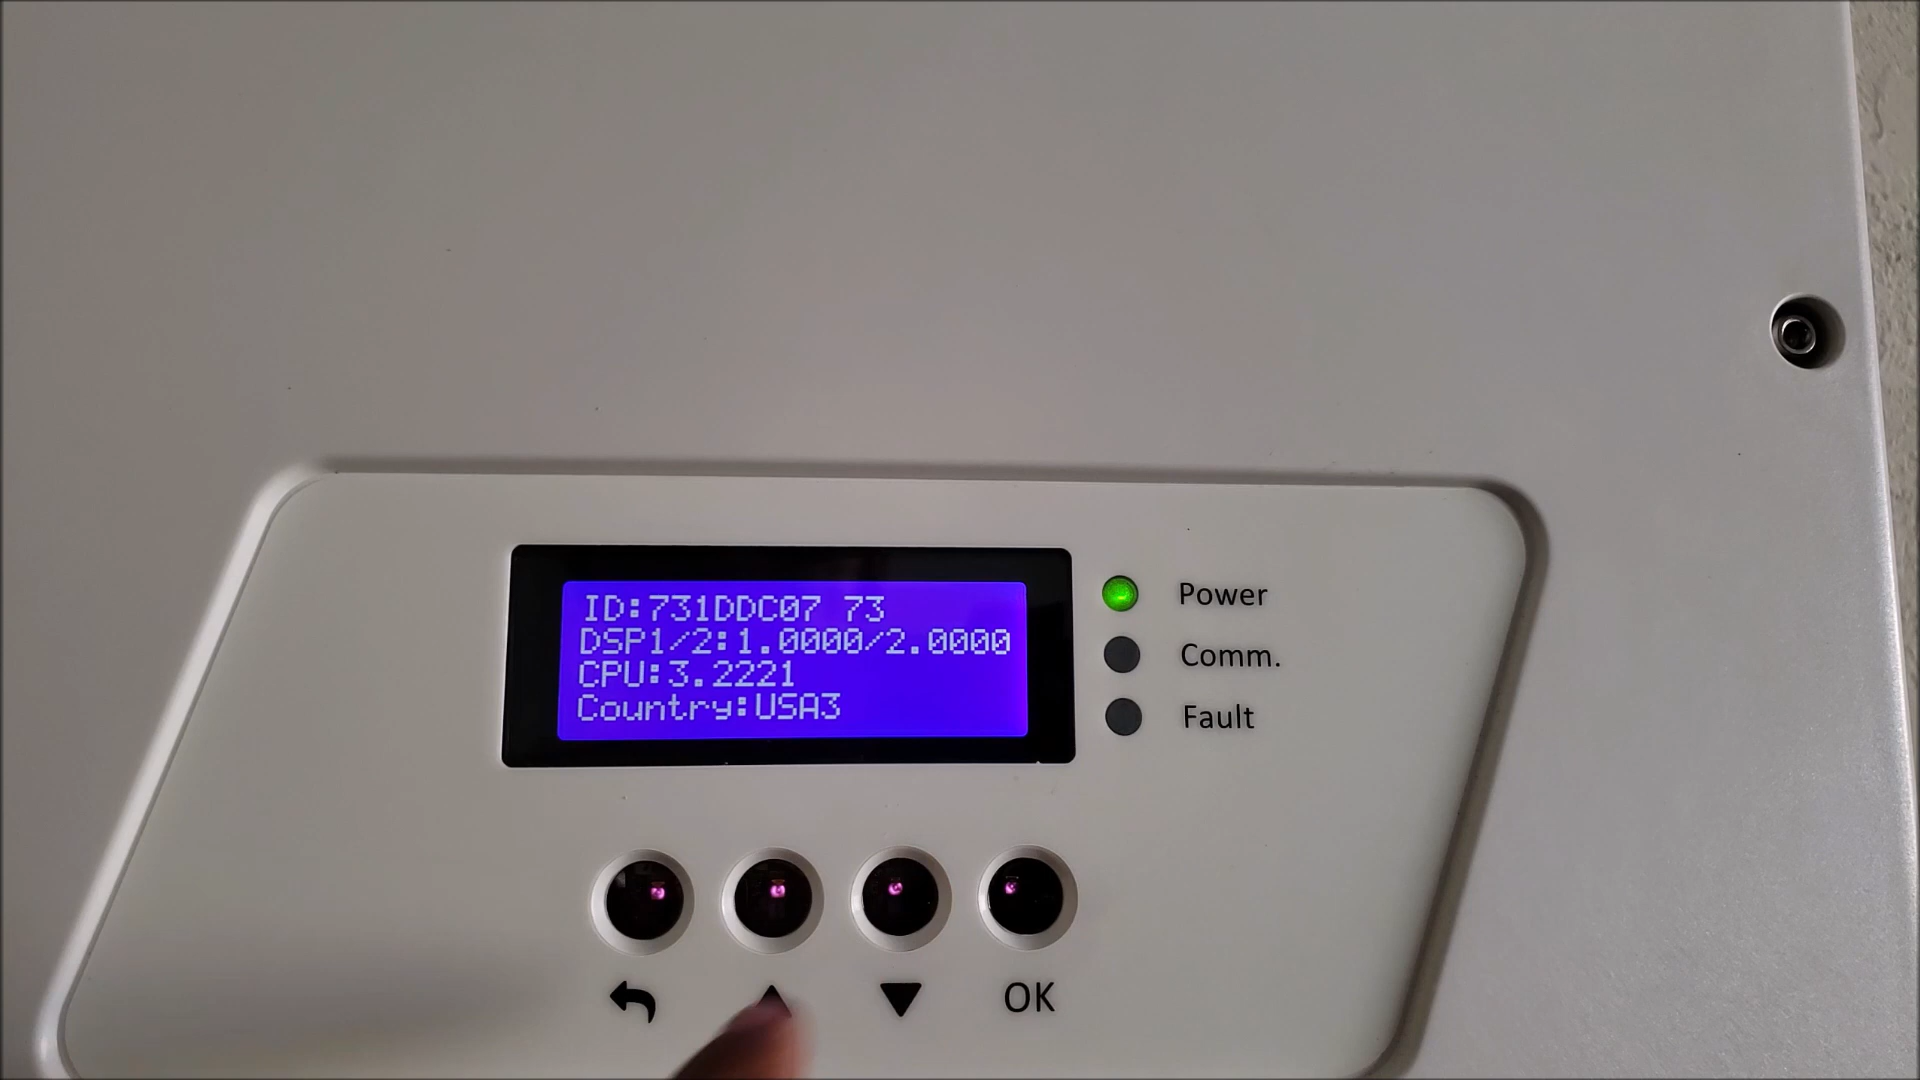 ID:731DDC07 73
DSP1/2:1.0000/2.0000
CPU:3.2221
Country:USA3
Power
Comm.
Fault
OK